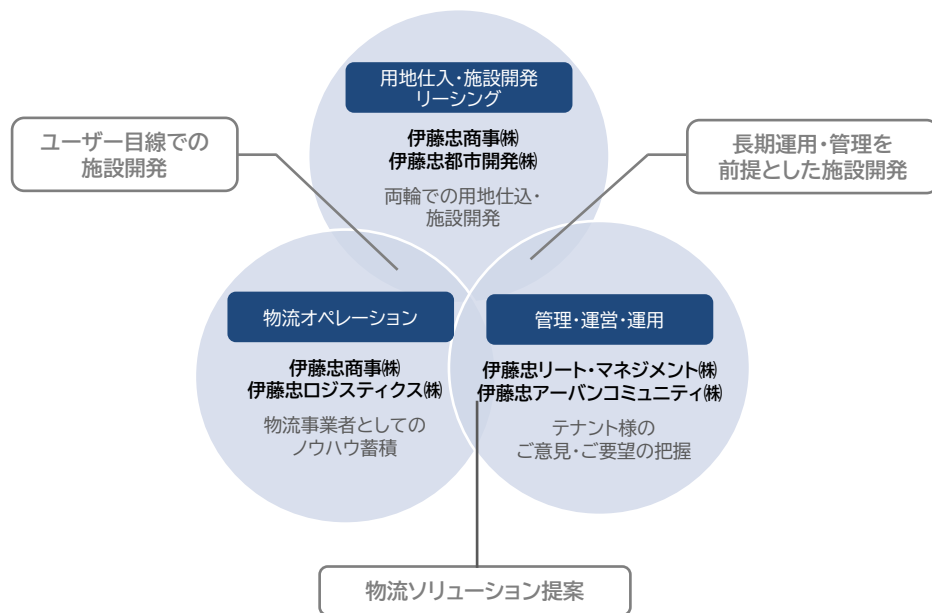 用地仕入・施設開発
リーシング
伊藤忠商事㈱
伊藤忠都市開発㈱
両輪での用地仕込・
施設開発
ユーザー目線での
施設開発
長期運用・管理を
前提とした施設開発
物流オペレーション
伊藤忠商事㈱
伊藤忠ロジスティクス㈱
物流事業者としての
ノウハウ蓄積
管理・運営・運用
伊藤忠リート・マネジメント㈱
伊藤忠アーバンコミュニティ㈱
テナント様の
ご意見・ご要望の把握
物流ソリューション提案